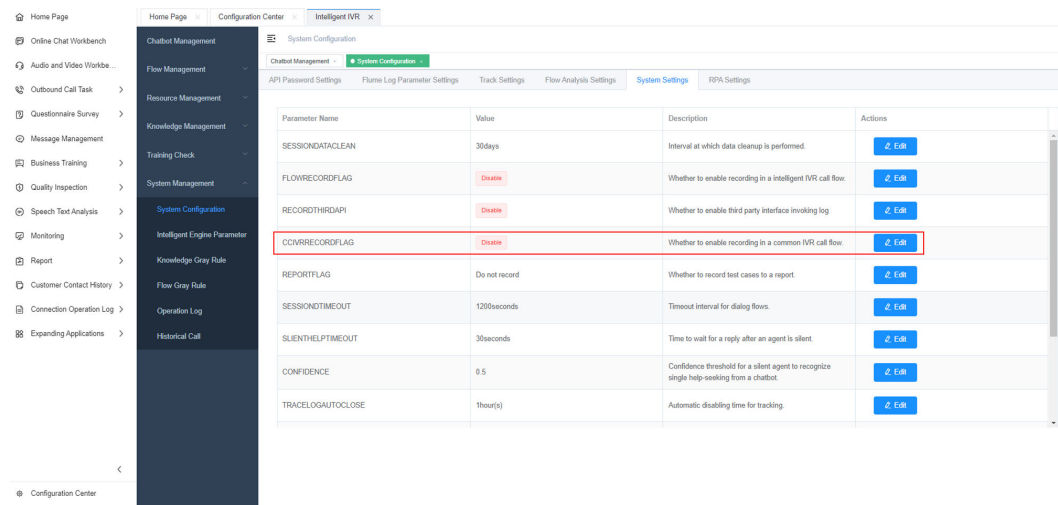 Home Page
Online Chat Workbench
Audio and Video Workbe...
Outbound Call Task
Questionnaire Survey
Message Management
Business Training
Quality Inspection
Speech Text Analysis
Monitoring
Report
Customer Contact History
Connection Operation Log
Expanding Applications
Configuration Center
Home Page Configuration Center Intelligent IVR
Chatbot Management
Flow Management
Resource Management
Knowledge Management
Training Check
System Management
System Configuration
Intelligent Engine Parameter
Knowledge Gray Rule
Flow Gray Rule
Operation Log
Historical Call
System Configuration
Chatbot Management System Configuration
API Password Settings Flume Log Parameter Settings Track Settings Flow Analysis Settings System Settings RPA Settings
Parameter Name Value Description Actions
SESSIONDATACLEAN 30days Interval at which data cleanup is performed. Edit
FLOWRECORDFLAG Disable Whether to enable recording in a intelligent IVR call flow. Edit
RECORDTHIRDAPI Disable Whether to enable third party interface invoking log Edit
CCIVRRECORDFLAG Disable Whether to enable recording in a common IVR call flow. Edit
REPORTFLAG Do not record Whether to record test cases to a report. Edit
SESSIONDTIMEOUT 1200seconds Timeout interval for dialog flows. Edit
SLIENTHELPTIMEOUT 30seconds Time to wait for a reply after an agent is silent. Edit
CONFIDENCE 0.5 Confidence threshold for a silent agent to recognize
single help-seeking from a chatbot. Edit
TRACELOGAUTOCLOSE 1hour(s) Automatic disabling time for tracking. Edit